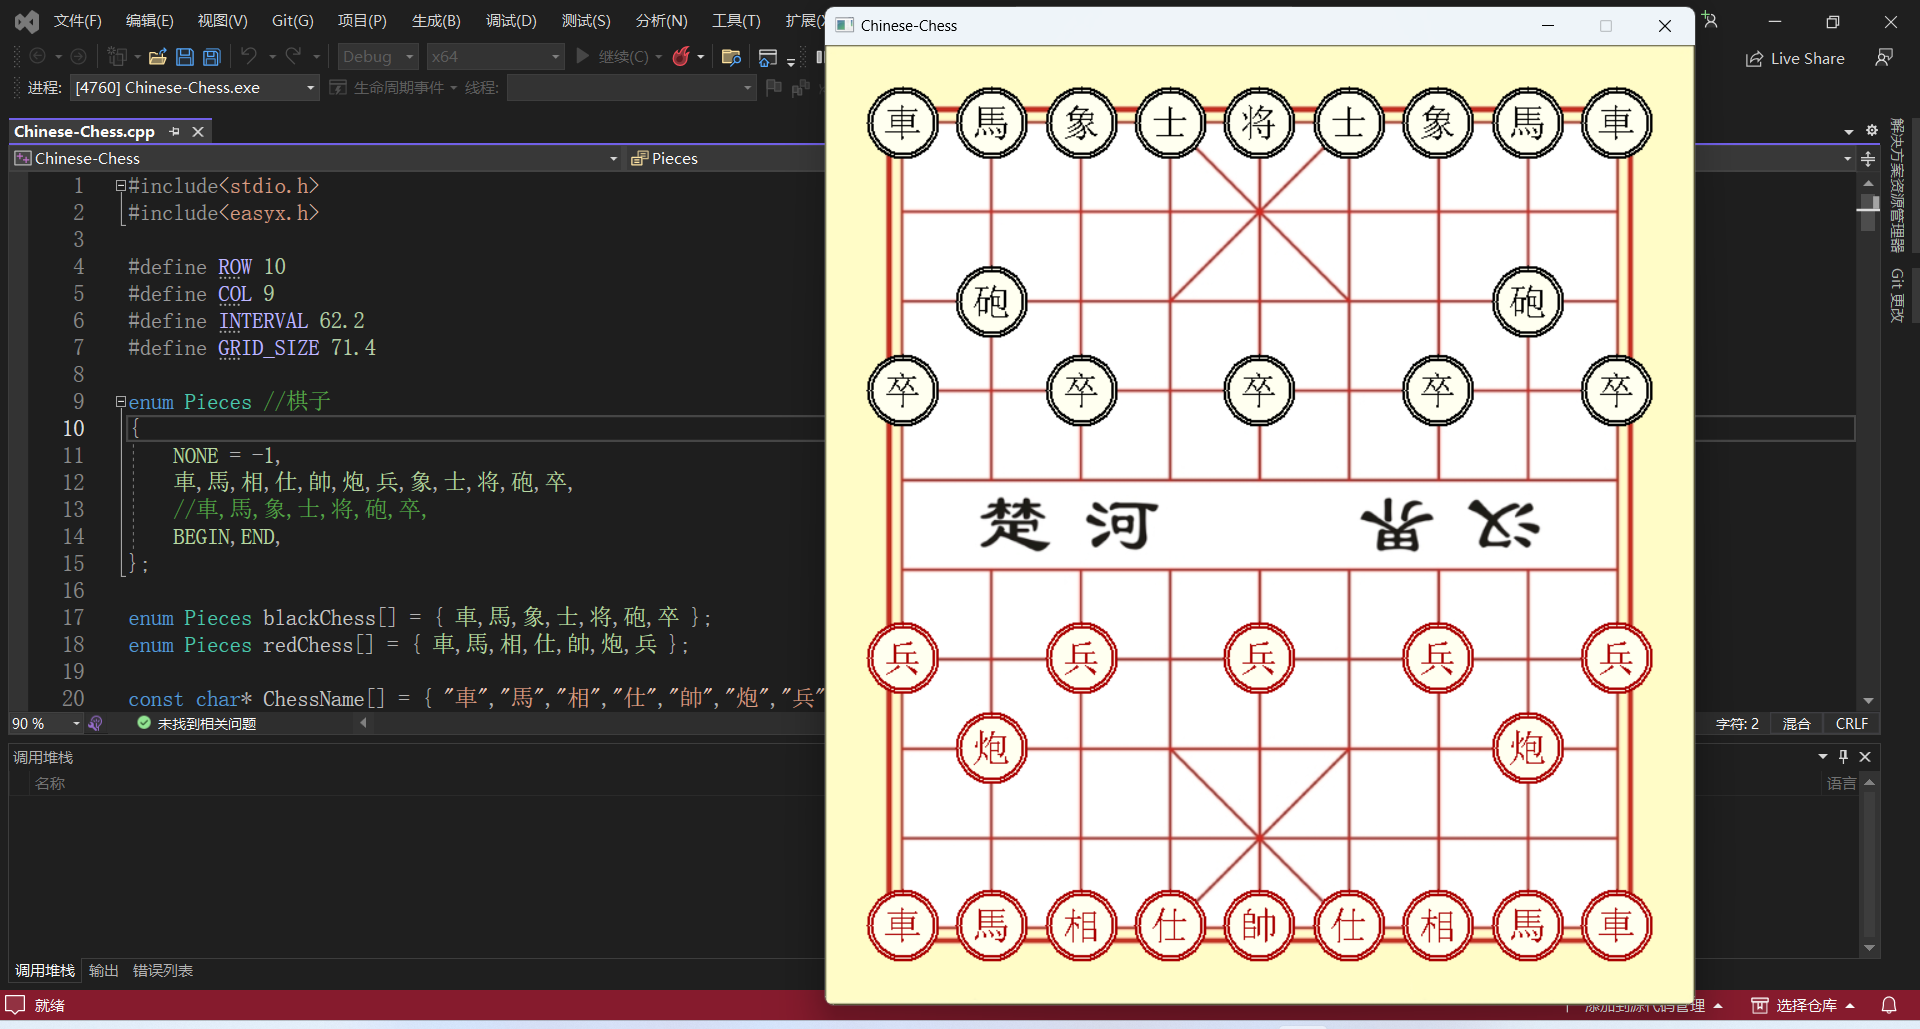 文件(F) 编辑(E) 视图(V) Git(G) 项目(P) 生成(B) 调试(D) 测试(S) 分析(N) 工具(T) 扩展(X
Debug x64 继续(C)
Live Share
进程: [4760] Chinese-Chess.exe 生命周期事件 线程:
Chinese-Chess.cpp
Chinese-Chess Pieces
1 #include<stdio.h>
2 #include<easyx.h>
3
4 #define ROW 10
5 #define COL 9
6 #define INTERVAL 62.2
7 #define GRID_SIZE 71.4
8
9 enum Pieces //棋子
10 {
11 NONE = -1,
12 車,馬,相,仕,帥,炮,兵,象,士,将,砲,卒,
13 //車,馬,象,士,将,砲,卒,
14 BEGIN,END,
15 };
16
17 enum Pieces blackChess[] = { 車,馬,象,士,将,砲,卒 };
18 enum Pieces redChess[] = { 車,馬,相,仕,帥,炮,兵 };
19
20 const char* ChessName[] = { "車","馬","相","仕","帥","炮","兵"
90 % 未找到相关问题
字符: 2 混合 CRLF
调用堆栈
名称
语言
调用堆栈 输出 错误列表
就绪
添加到源代码管理 选择仓库
解决方案资源管理器
Git 更改
Chinese-Chess
車 馬 象 士 将 士 象 馬 車
砲 砲
卒 卒 卒 卒 卒
楚 河 界 汉
兵 兵 兵 兵 兵
炮 炮
車 馬 相 仕 帥 仕 相 馬 車